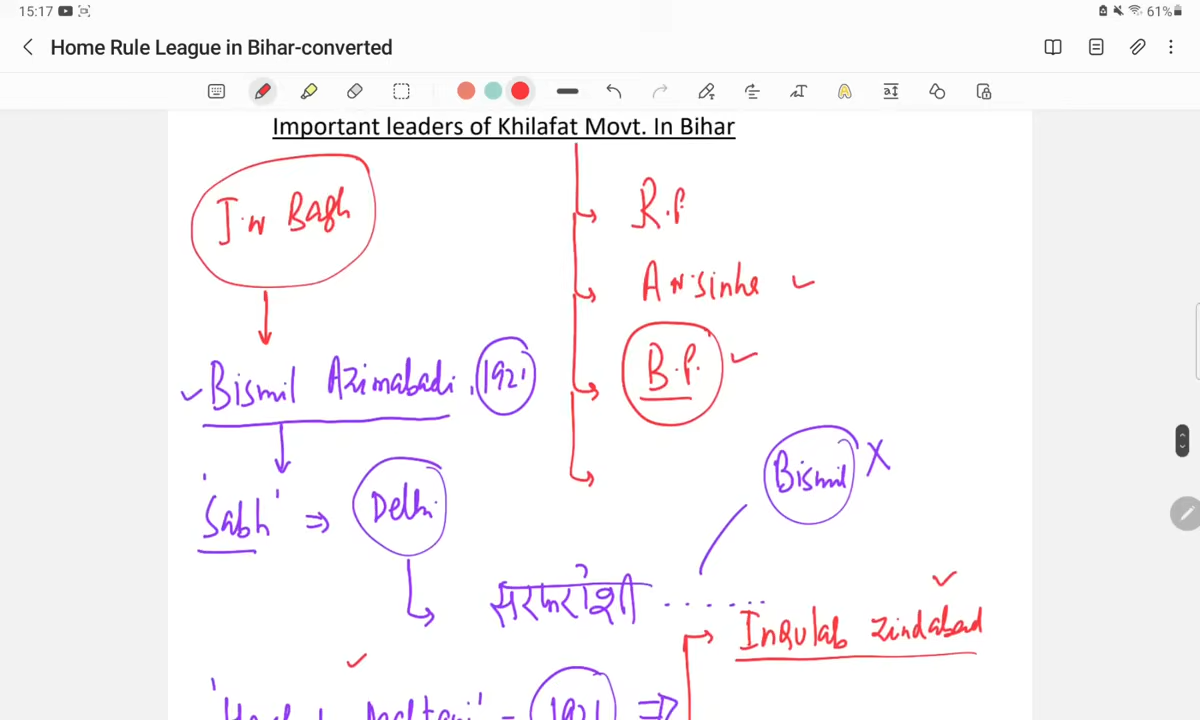 15:17
61%
Home Rule League in Bihar-converted
Important leaders of Khilafat Movt. In Bihar
J.W Bagh
R.P
A N. Sinha
B.P.
Bismil Azimabadi. 1921
'Sabh' ⇒ Delhi
Bismil X
सरफरोशी ......
Inqulab Zindabad
1921 ⇒